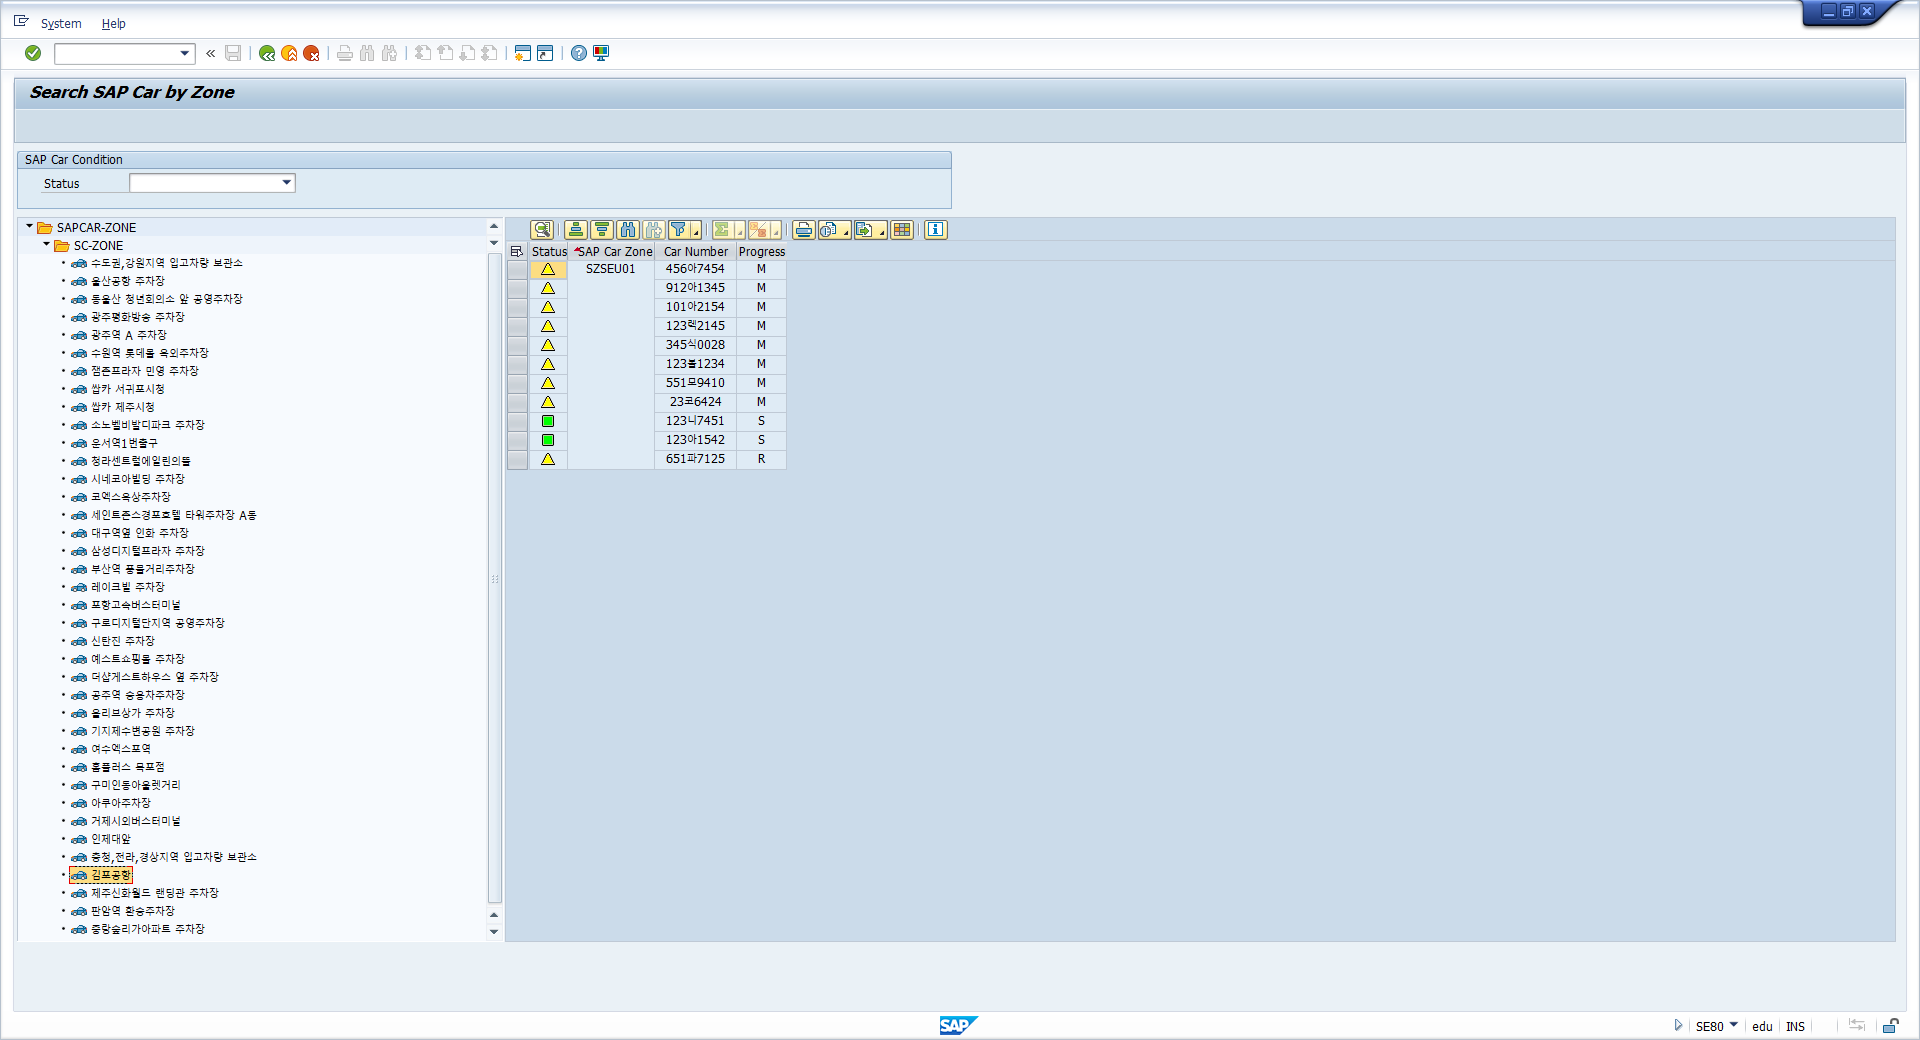 System Help
«
Search SAP Car by Zone
SAP Car Condition
Status
SAPCAR-ZONE
SC-ZONE
수도권,강원지역 입고차량 보관소
울산공항 주차장
동울산 청년회의소 앞 공영주차장
광주평화방송 주차장
광주역 A 주차장
수원역 롯데몰 옥외주차장
잼존프라자 민영 주차장
쌉카 서귀포시청
쌉카 제주시청
소노벨비발디파크 주차장
운서역1번출구
청라센트럴에일린의뜰
시네코아빌딩 주차장
코엑스옥상주차장
세인트존스경포호텔 타워주차장 A동
대구역옆 인화 주차장
삼성디지털프라자 주차장
부산역 풍물거리주차장
레이크빌 주차장
포항고속버스터미널
구로디지털단지역 공영주차장
신탄진 주차장
예스트쇼핑몰 주차장
더샵게스트하우스 옆 주차장
공주역 승용차주차장
올리브상가 주차장
기지제수변공원 주차장
여수엑스포역
홈플러스 목포점
구미인동아울렛거리
아쿠아주차장
거제시외버스터미널
인제대앞
충청,전라,경상지역 입고차량 보관소
김포공항
제주신화월드 랜딩관 주차장
판암역 환승주차장
중랑숲리가아파트 주차장
Status SAP Car Zone Car Number Progress
SZSEU01 456아7454 M
912아1345 M
101아2154 M
123렉2145 M
345식0028 M
123볼1234 M
551므9410 M
23코6424 M
123니7451 S
123아1542 S
651파7125 R
SAP
SE80 edu INS